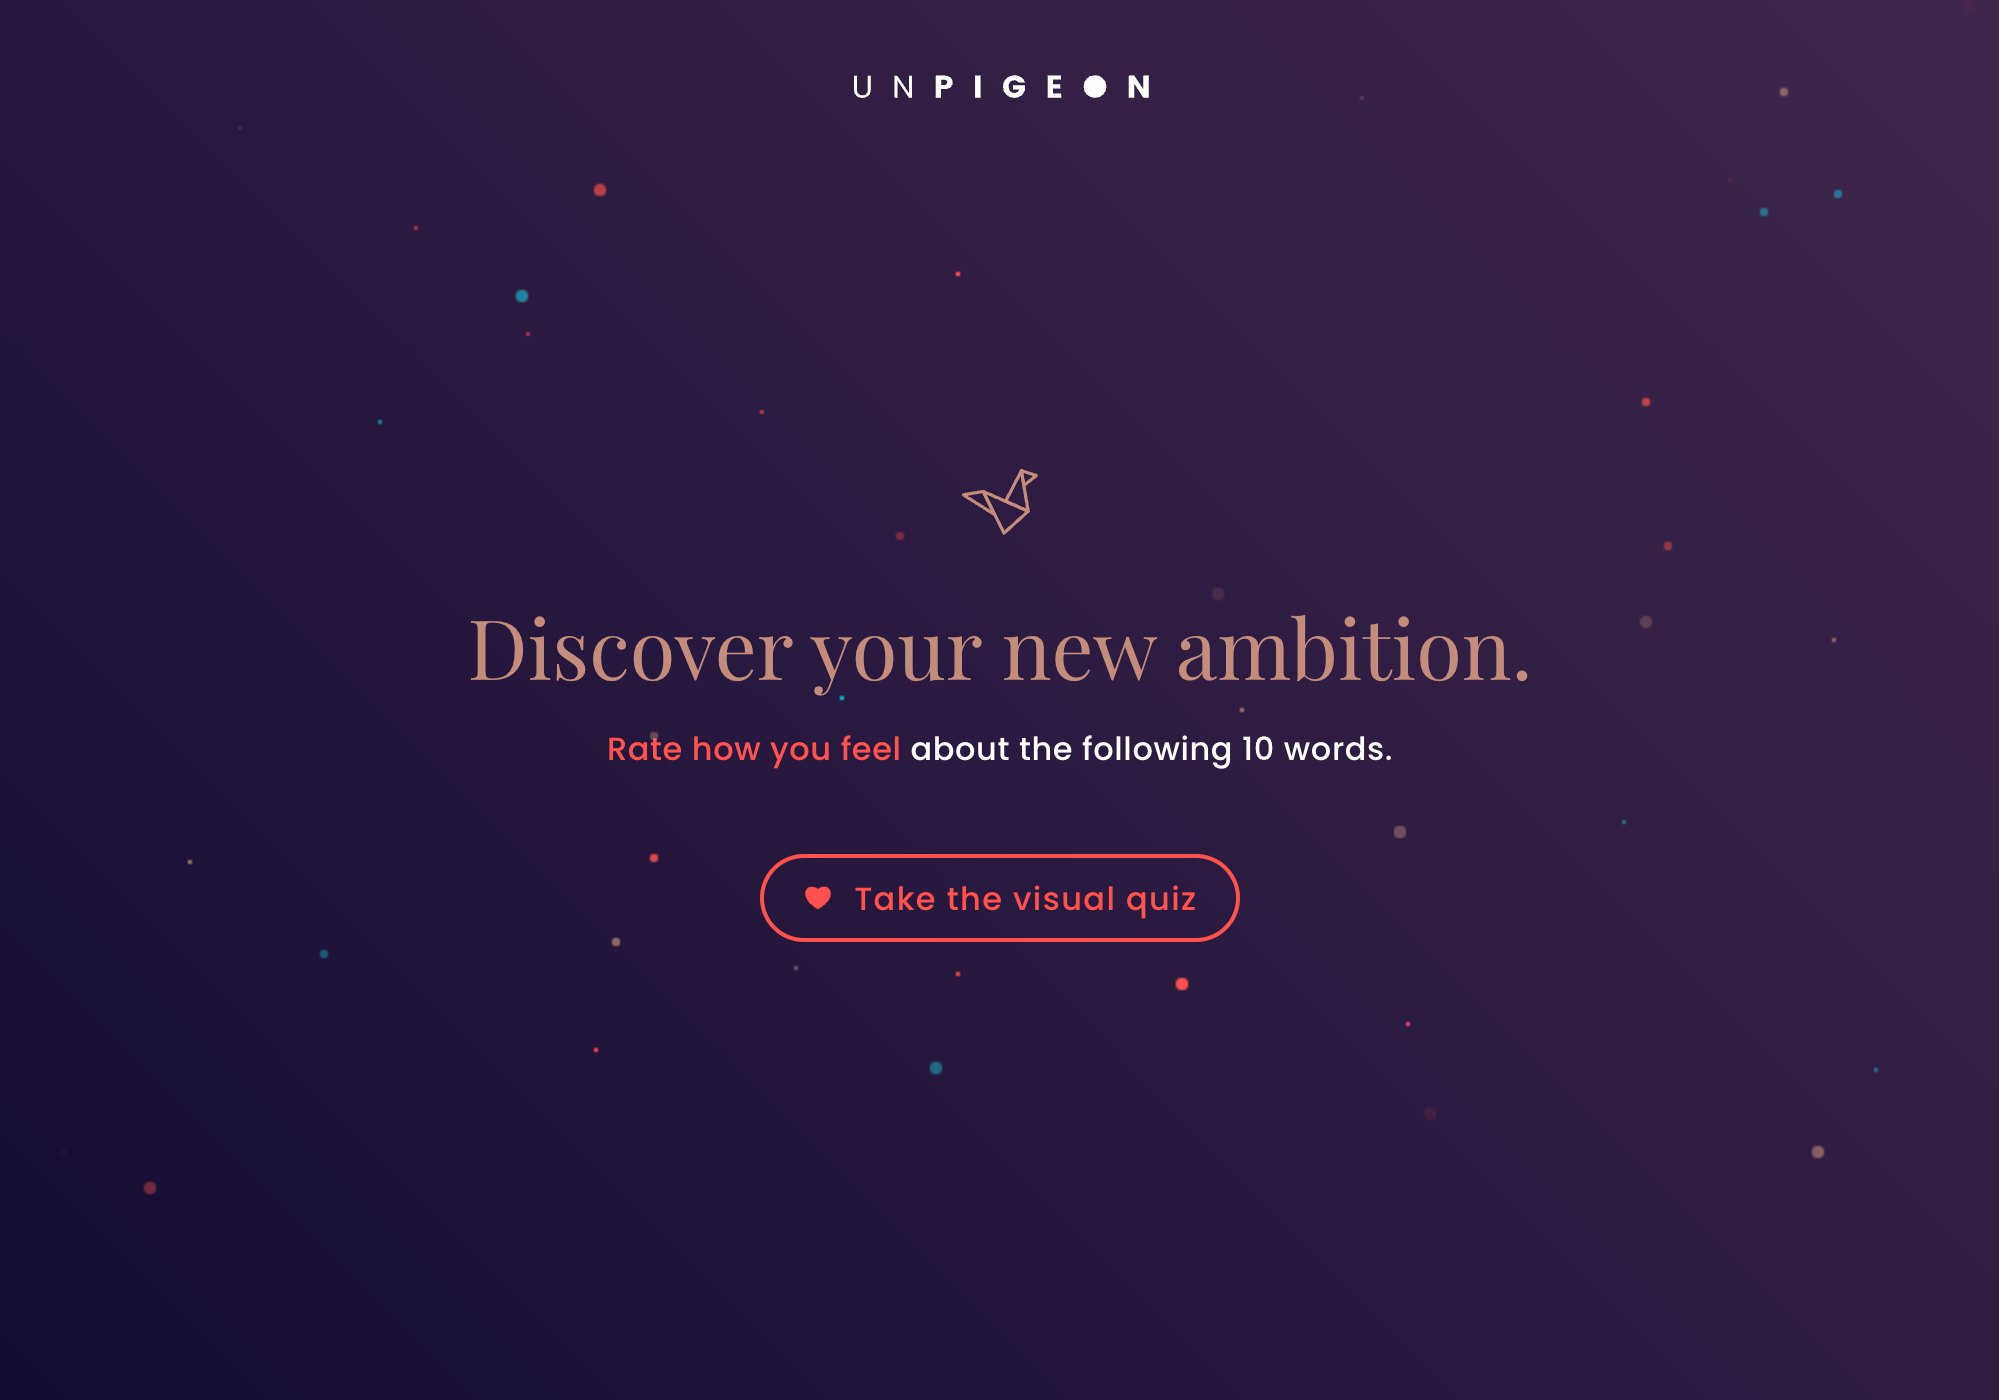 UNPIGEON
Discover your new ambition.
Rate how you feel about the following 10 words.
Take the visual quiz